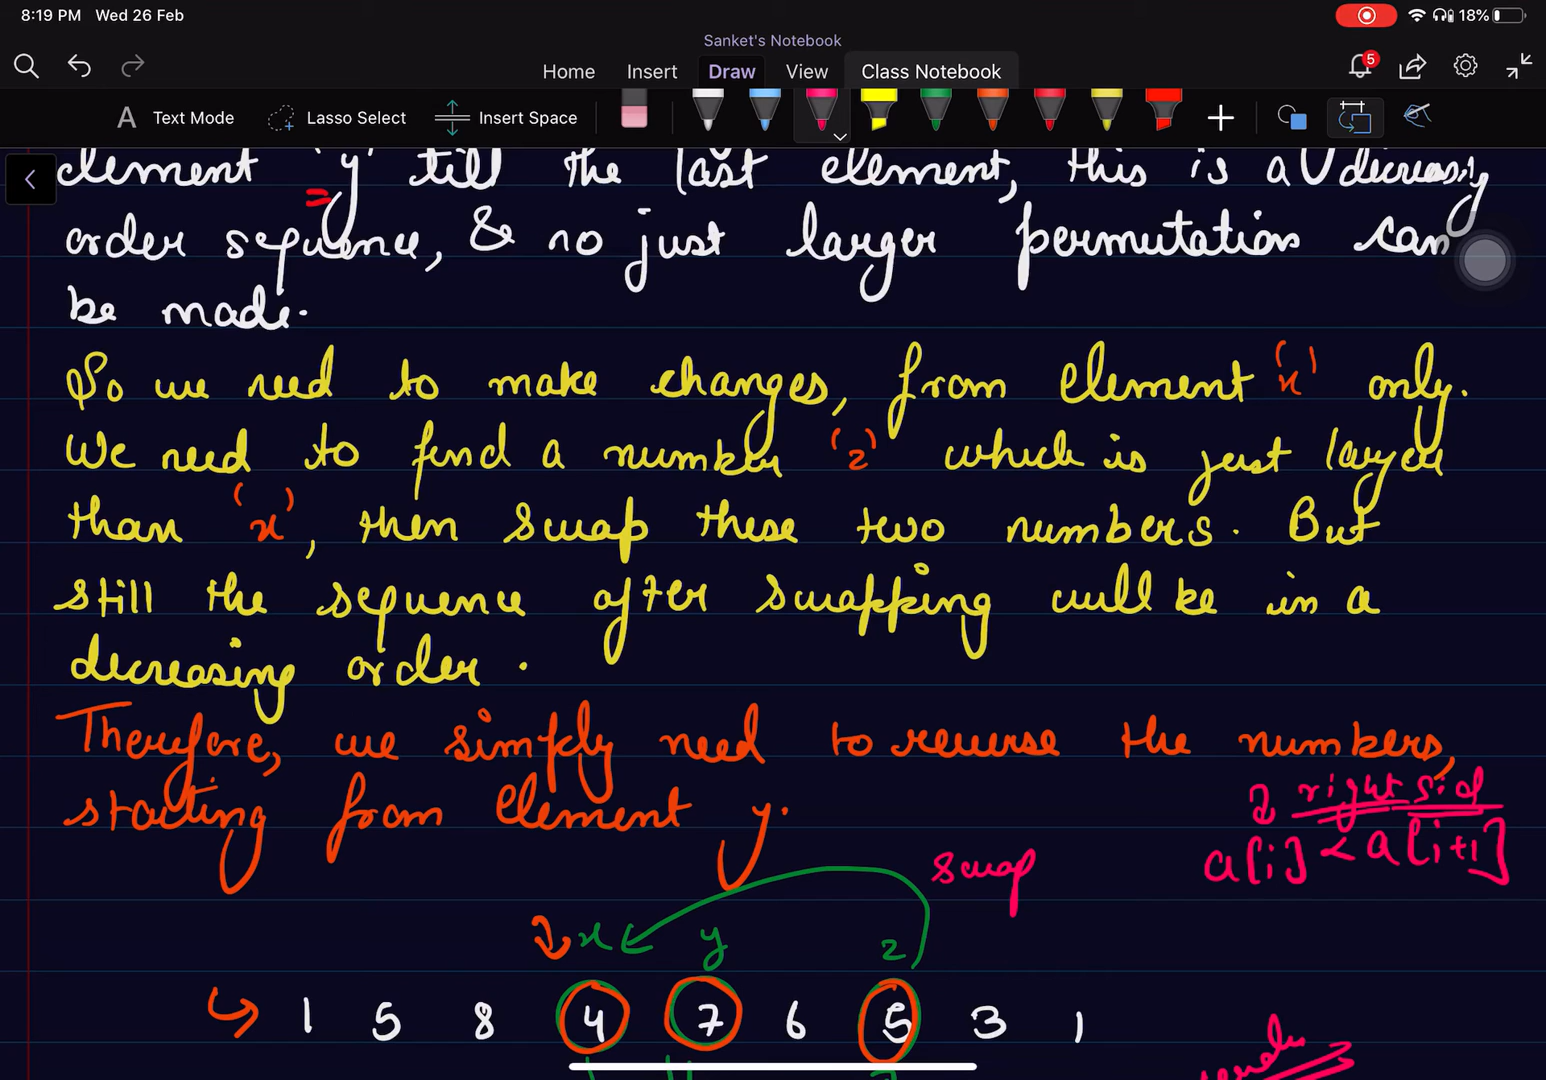 8:19 PM Wed 26 Feb
18%
Sanket's Notebook
Home Insert Draw View Class Notebook
5
A Text Mode Lasso Select Insert Space
element 'y' till the last element, this is a decreasing
order sequence, & no just larger permutation can
be made.
So we need to make changes, from element 'x' only.
We need to find a number 'z' which is just larger
than 'x', then swap these two numbers. But
still the sequence after swapping will be in a
decreasing order.
Therefore, we simply need to reverse the numbers,
starting from element y.
right side
a[i] < a[i+1]
swap
x y z
1 5 8 4 7 6 5 3 1